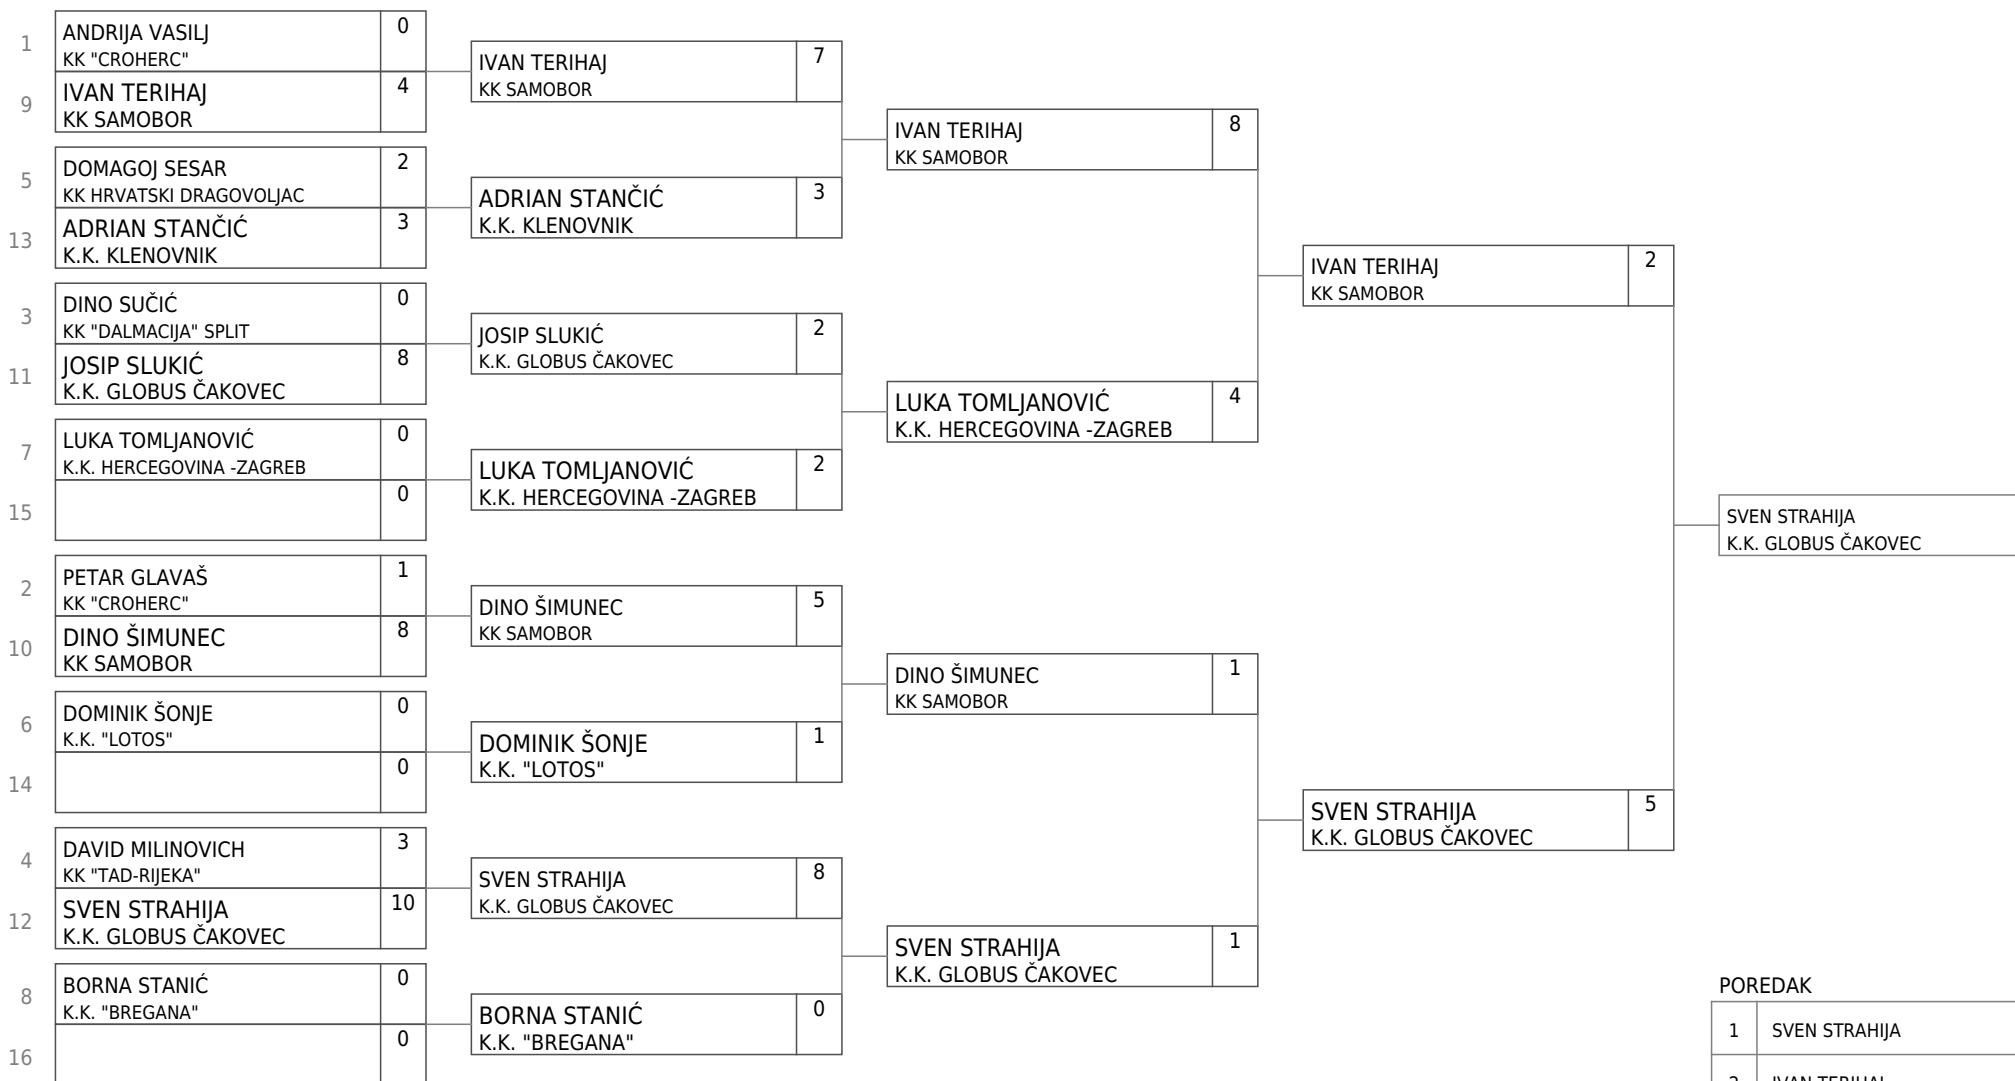 1
ANDRIJA VASILJ
KK "CROHERC"
0
9
IVAN TERIHAJ
KK SAMOBOR
4
5
DOMAGOJ SESAR
KK HRVATSKI DRAGOVOLJAC
2
13
ADRIAN STANČIĆ
K.K. KLENOVNIK
3
3
DINO SUČIĆ
KK "DALMACIJA" SPLIT
0
11
JOSIP SLUKIĆ
K.K. GLOBUS ČAKOVEC
8
7
LUKA TOMLJANOVIĆ
K.K. HERCEGOVINA -ZAGREB
0
15
0
2
PETAR GLAVAŠ
KK "CROHERC"
1
10
DINO ŠIMUNEC
KK SAMOBOR
8
6
DOMINIK ŠONJE
K.K. "LOTOS"
0
14
0
4
DAVID MILINOVICH
KK "TAD-RIJEKA"
3
12
SVEN STRAHIJA
K.K. GLOBUS ČAKOVEC
10
8
BORNA STANIĆ
K.K. "BREGANA"
0
16
0
IVAN TERIHAJ
KK SAMOBOR
7
ADRIAN STANČIĆ
K.K. KLENOVNIK
3
JOSIP SLUKIĆ
K.K. GLOBUS ČAKOVEC
2
LUKA TOMLJANOVIĆ
K.K. HERCEGOVINA -ZAGREB
2
DINO ŠIMUNEC
KK SAMOBOR
5
DOMINIK ŠONJE
K.K. "LOTOS"
1
SVEN STRAHIJA
K.K. GLOBUS ČAKOVEC
8
BORNA STANIĆ
K.K. "BREGANA"
0
IVAN TERIHAJ
KK SAMOBOR
8
LUKA TOMLJANOVIĆ
K.K. HERCEGOVINA -ZAGREB
4
DINO ŠIMUNEC
KK SAMOBOR
1
SVEN STRAHIJA
K.K. GLOBUS ČAKOVEC
1
IVAN TERIHAJ
KK SAMOBOR
2
SVEN STRAHIJA
K.K. GLOBUS ČAKOVEC
5
SVEN STRAHIJA
K.K. GLOBUS ČAKOVEC
POREDAK
1 SVEN STRAHIJA
2 IVAN TERIHAJ